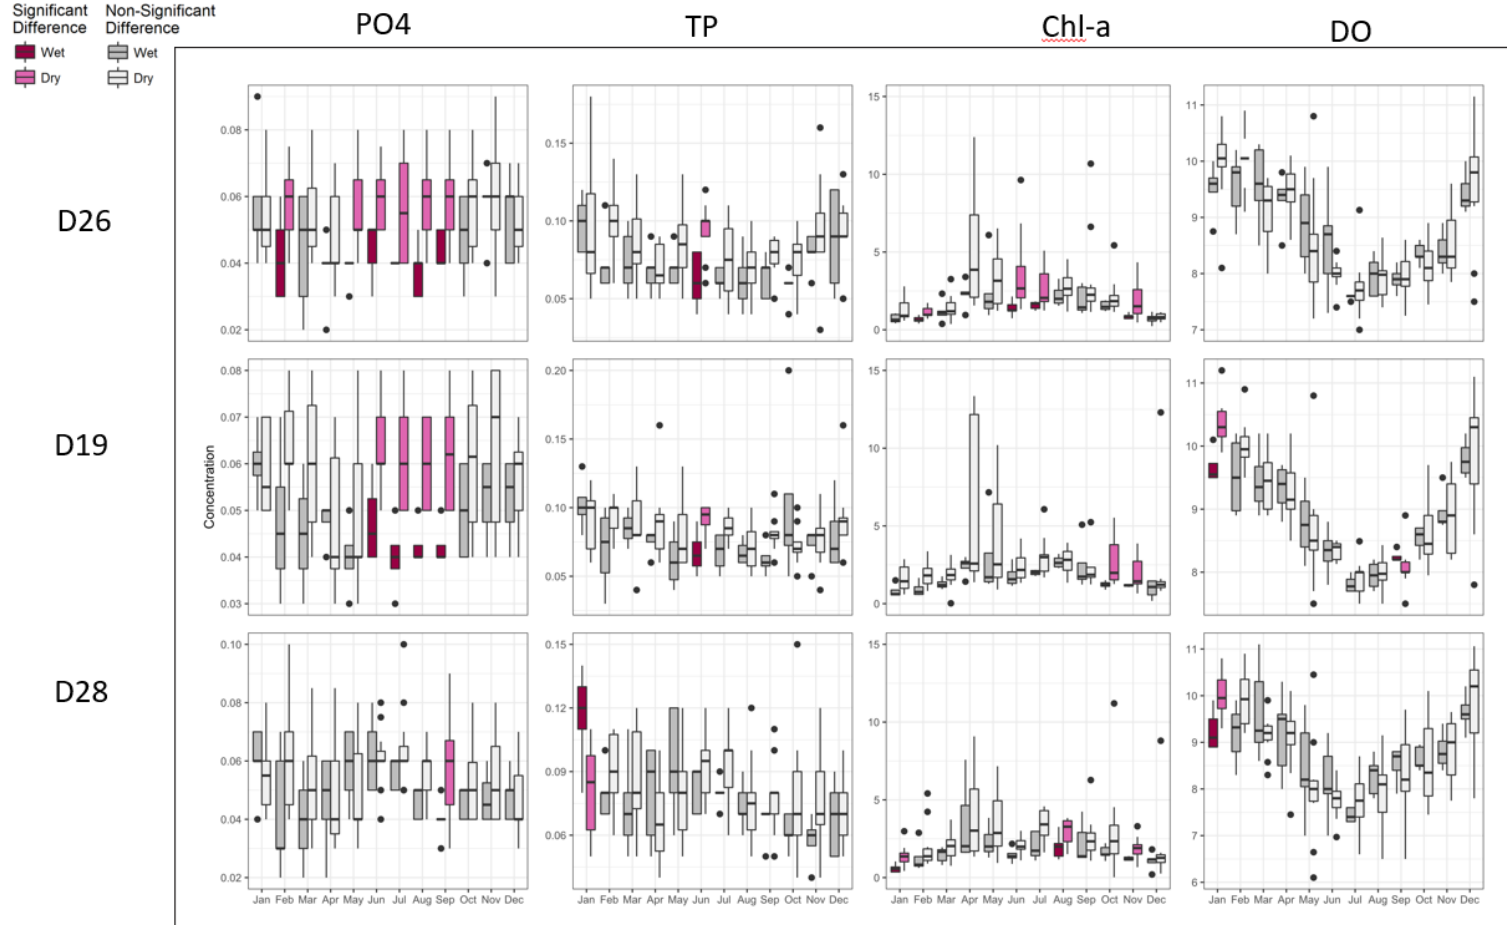 Significant Non-Significant
Difference Difference
Wet Wet
Dry Dry
PO4 TP Chl-a DO
D26
0.08 0.06 0.04 0.02
0.15 0.10 0.05
15 10 5 0
11 10 9 8 7
D19
Concentration
0.08 0.07 0.06 0.05 0.04 0.03
0.20 0.15 0.10 0.05
15 10 5 0
11 10 9 8
D28
0.10 0.08 0.06 0.04 0.02
0.15 0.12 0.09 0.06
15 10 5 0
11 10 9 8 7 6
Jan Feb Mar Apr May Jun Jul Aug Sep Oct Nov Dec
Jan Feb Mar Apr May Jun Jul Aug Sep Oct Nov Dec
Jan Feb Mar Apr May Jun Jul Aug Sep Oct Nov Dec
Jan Feb Mar Apr May Jun Jul Aug Sep Oct Nov Dec